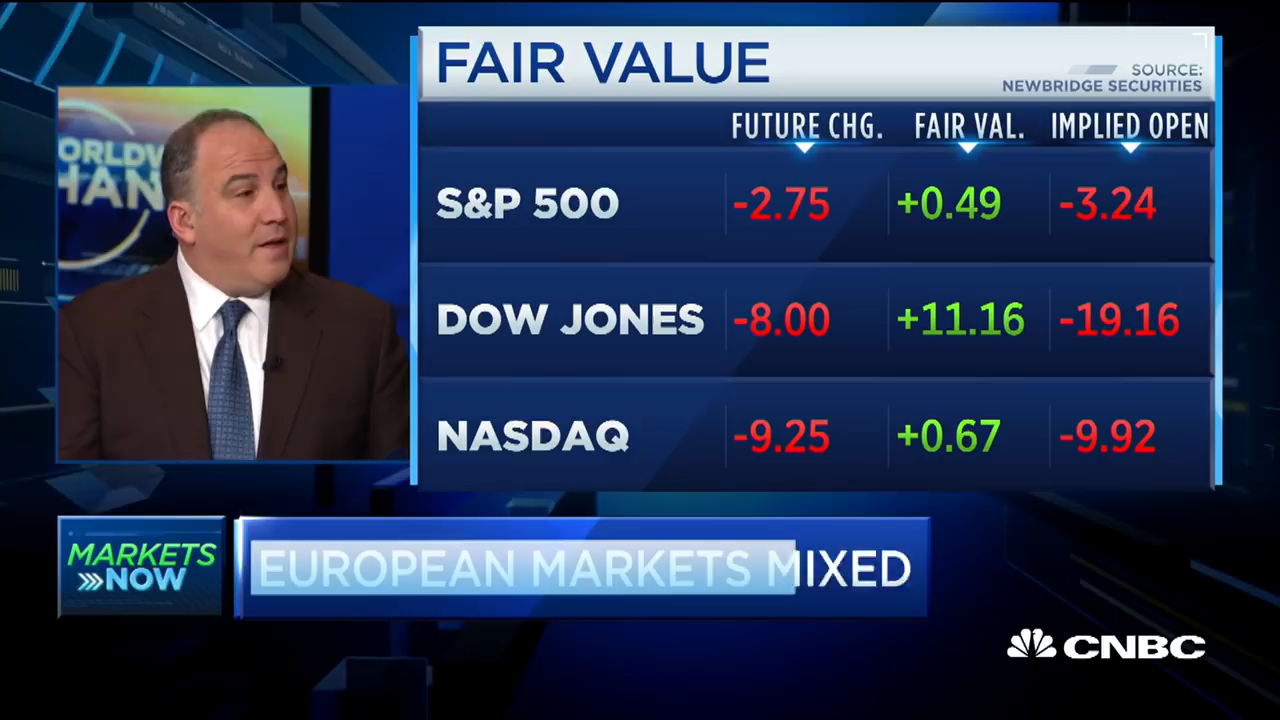 FAIR VALUE
SOURCE:
NEWBRIDGE SECURITIES
FUTURE CHG. FAIR VAL. IMPLIED OPEN
S&P 500 -2.75 +0.49 -3.24
DOW JONES -8.00 +11.16 -19.16
NASDAQ -9.25 +0.67 -9.92
ORLDW
HAN
MARKETS
NOW
EUROPEAN MARKETS MIXED
CNBC